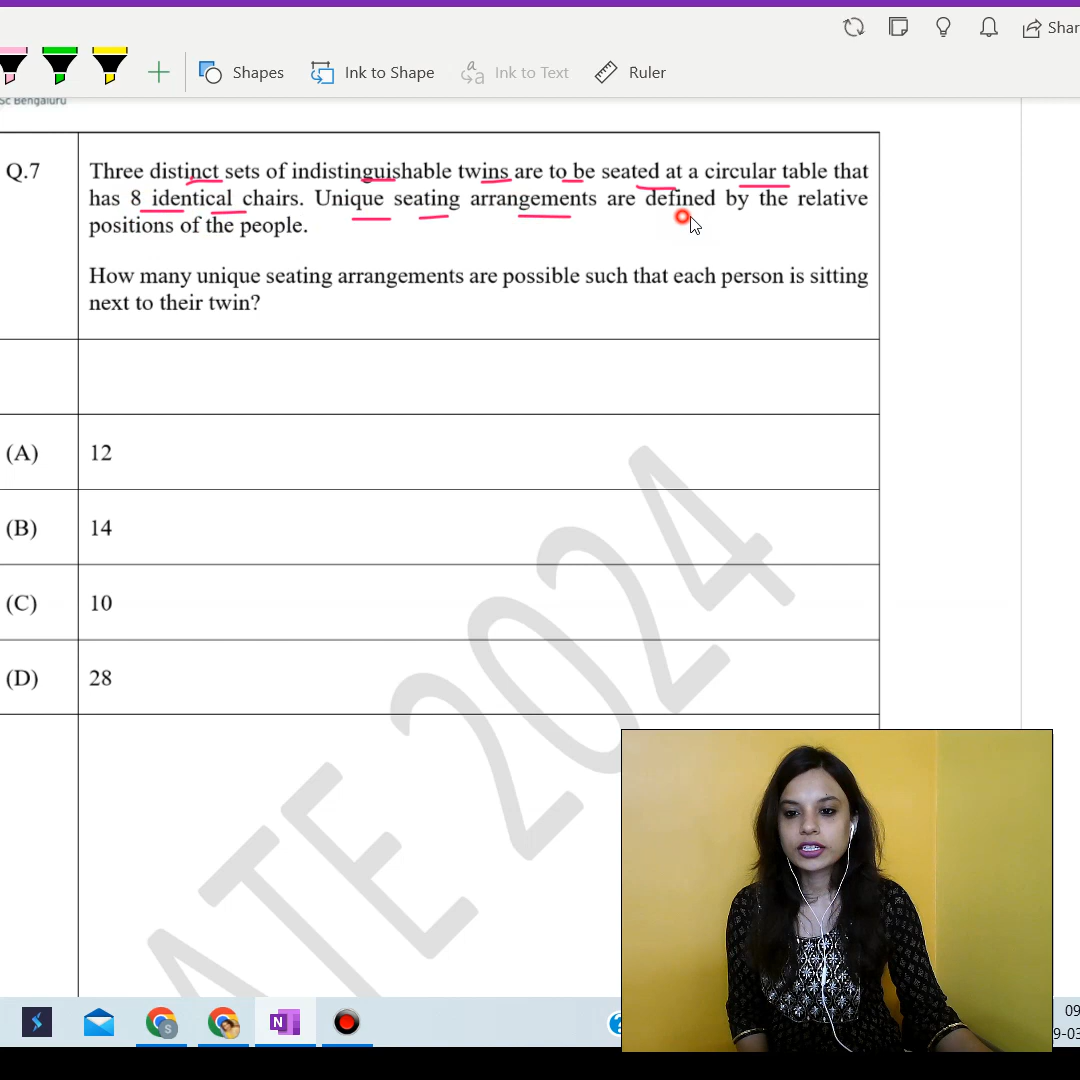 Shapes
Ink to Shape
Ink to Text
Ruler
Sc Bengaluru
Q.7
Three distinct sets of indistinguishable twins are to be seated at a circular table that
has 8 identical chairs. Unique seating arrangements are defined by the relative
positions of the people.
How many unique seating arrangements are possible such that each person is sitting
next to their twin?
(A) 12
(B) 14
(C) 10
(D) 28
ATE 2024
N
S
09
9-03